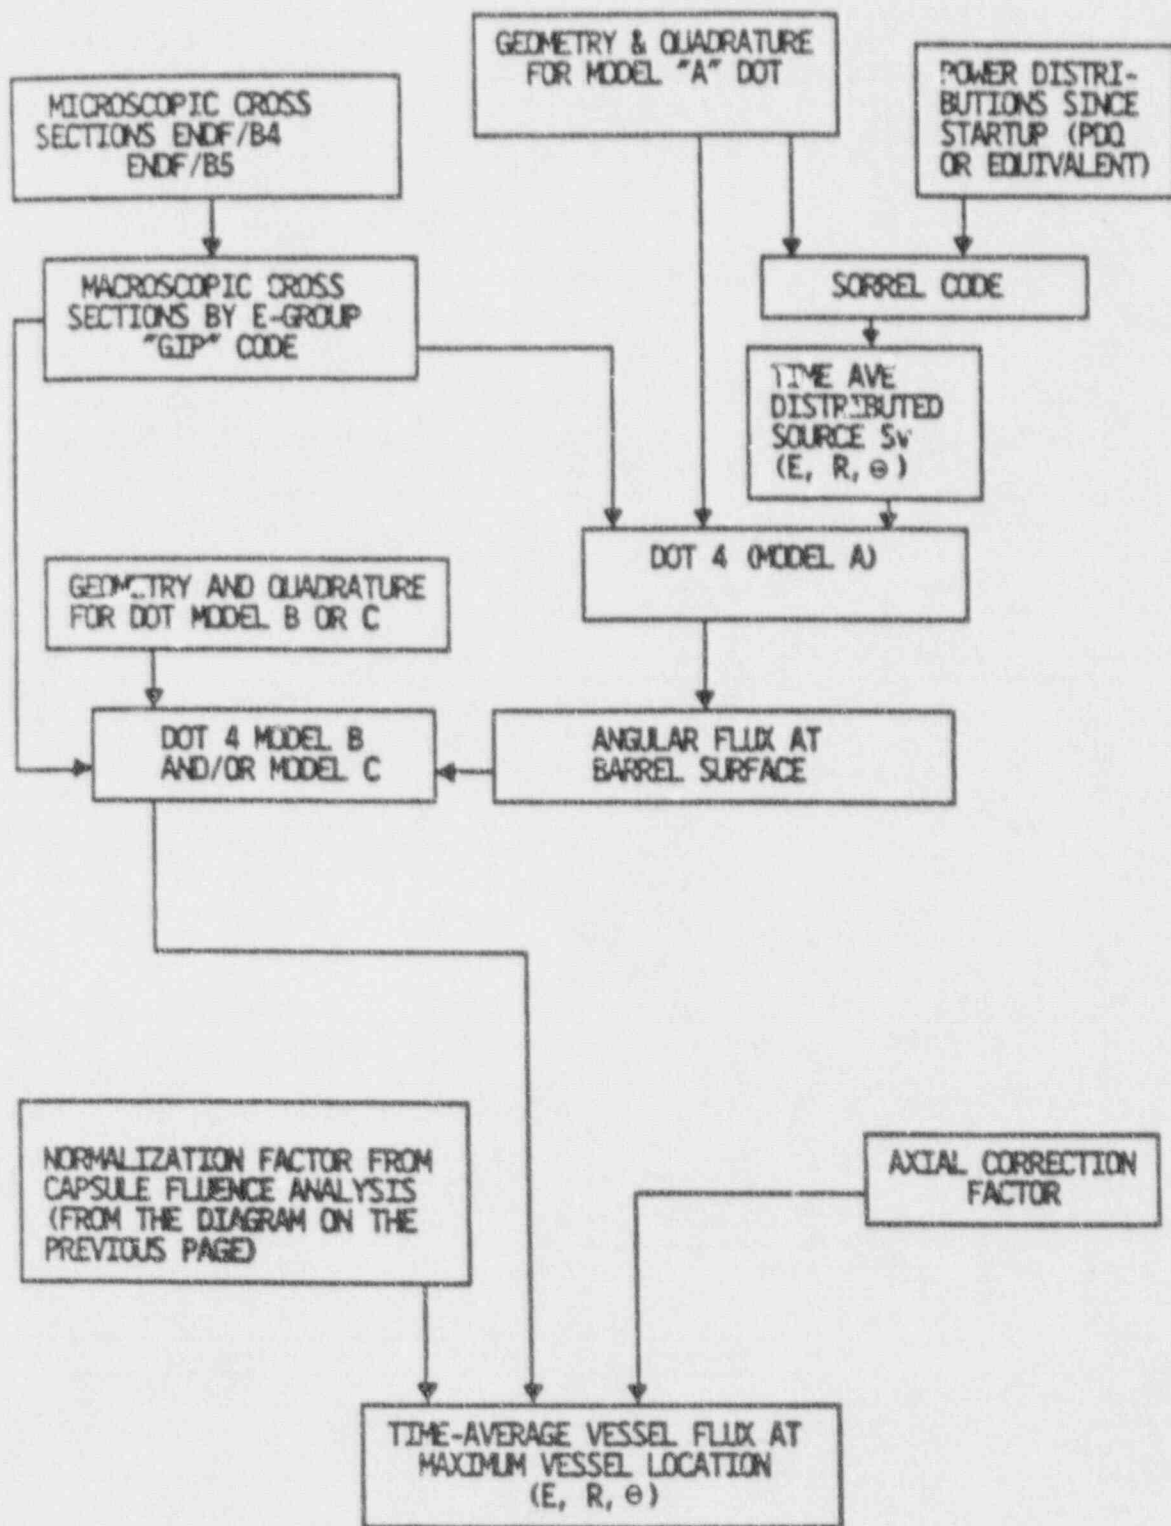 GEOMETRY & QUADRATURE
FOR MODEL "A" DOT
POWER DISTRI-
BUTIONS SINCE
STARTUP (PDQ
OR EQUIVALENT)
MICROSCOPIC CROSS
SECTIONS ENDF/B4
ENDF/B5
MACROSCOPIC CROSS
SECTIONS BY E-GROUP
"GIP" CODE
SORREL CODE
TIME AVE
DISTRIBUTED
SOURCE Sv
(E, R, Θ)
DOT 4 (MODEL A)
GEOMETRY AND QUADRATURE
FOR DOT MODEL B OR C
DOT 4 MODEL B
AND/OR MODEL C
ANGULAR FLUX AT
BARREL SURFACE
NORMALIZATION FACTOR FROM
CAPSULE FLUENCE ANALYSIS
(FROM THE DIAGRAM ON THE
PREVIOUS PAGE)
AXIAL CORRECTION
FACTOR
TIME-AVERAGE VESSEL FLUX AT
MAXIMUM VESSEL LOCATION
(E, R, Θ)